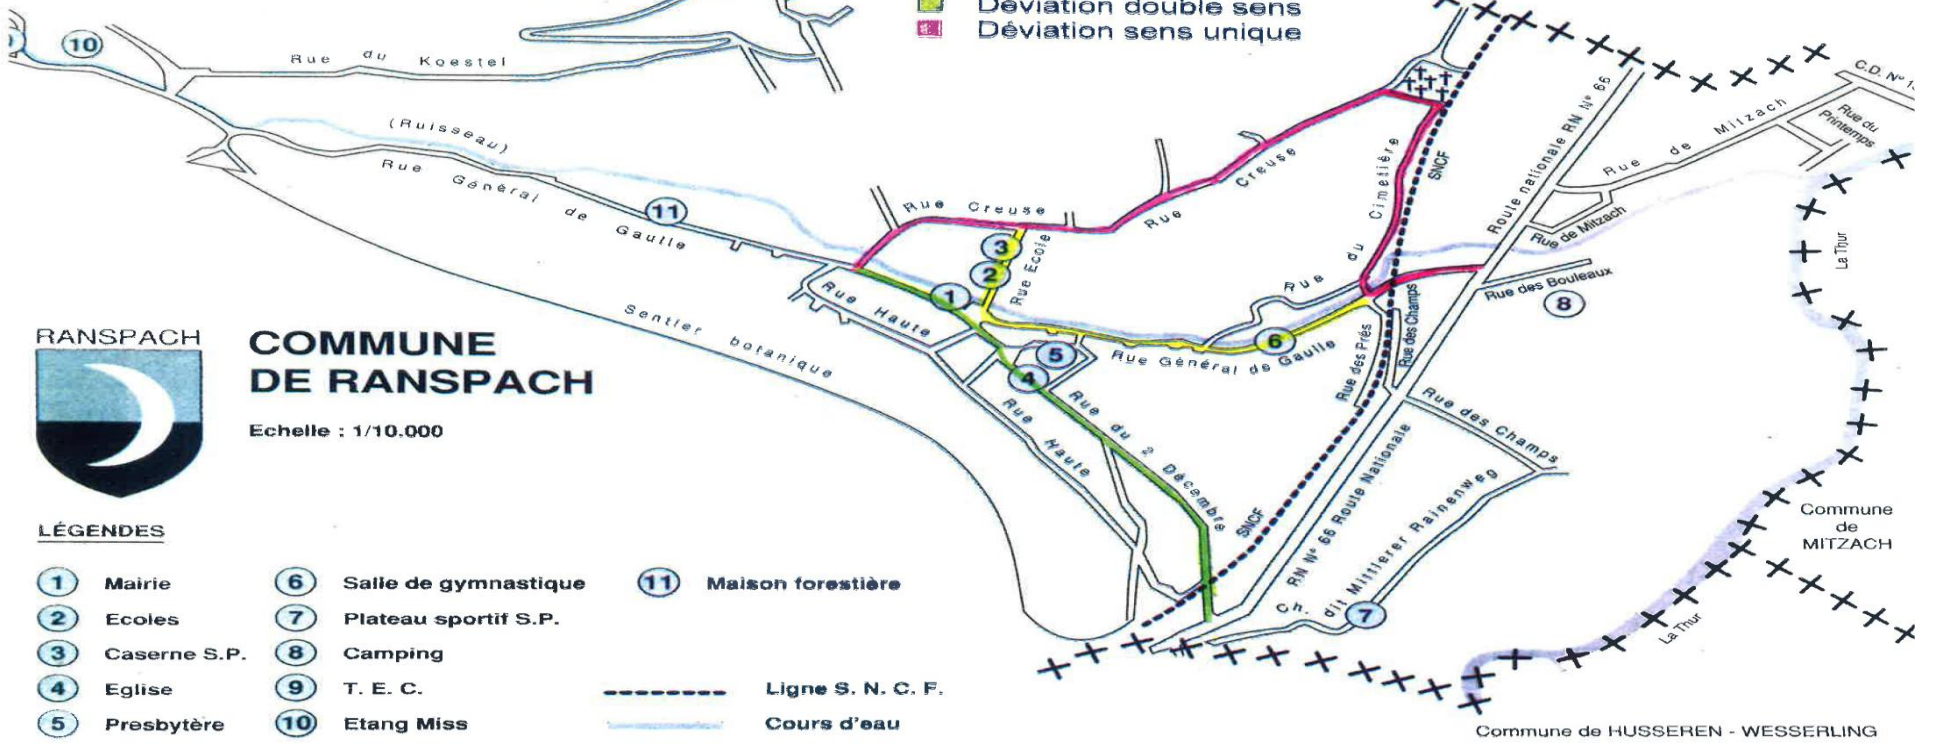 Déviation double sens
Déviation sens unique
10
Rue du Koestel
(Ruisseau)
Rue Général de Gaulle
11
Rue Creuse
Rue Creuse
3
2
Rue Ecole
1
Rue Haute
Sentier botanique
5
4
Rue Général de Gaulle
6
Rue du Cimetière
SNCF
Route nationale RN N° 66
Rue de Mitzach
C.D. N° 1
Rue du
Printemps
Rue de Mitzach
La Thur
Rue des Bouleaux
8
Rue des Prés
Rue des Champs
Rue des Champs
Rue Haute
Rue du 2 Décembre
SNCF
RN N° 66 Route Nationale
Ch. dit Mittlerer Rainenweg
7
La Thur
Commune
de
MITZACH
Commune de HUSSEREN - WESSERLING
RANSPACH
COMMUNE
DE RANSPACH
Echelle : 1/10.000
LÉGENDES
1 Mairie
2 Ecoles
3 Caserne S.P.
4 Eglise
5 Presbytère
6 Salle de gymnastique
7 Plateau sportif S.P.
8 Camping
9 T. E. C.
10 Etang Miss
11 Maison forestière
Ligne S. N. C. F.
Cours d'eau